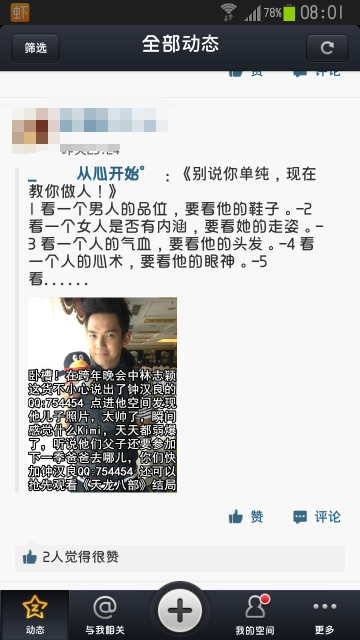 虾
78% 08:01
筛选
全部动态
赞 评论
昨天23:24
_ 从心开始° ：《别说你单纯，现在
教你做人！》
1看一个男人的品位，要看他的鞋子。-2
看一个女人是否有内涵，要看她的走姿。-
3看一个人的气血，要看他的头发。-4看
一个人的心术，要看他的眼神。-5
看......
卧槽！在跨年晚会中林志颖
这货不小心说出了钟汉良的
QQ:754454 点进他空间发现
他儿子照片，太帅了，瞬间
感觉什么Kimi，天天都弱爆
了，听说他们父子还要参加
下一季爸爸去哪儿，你们快
加钟汉良QQ:754454 还可以
抢先观看《天龙八部》结局
赞 评论
2人觉得很赞
动态
与我相关
我的空间
更多